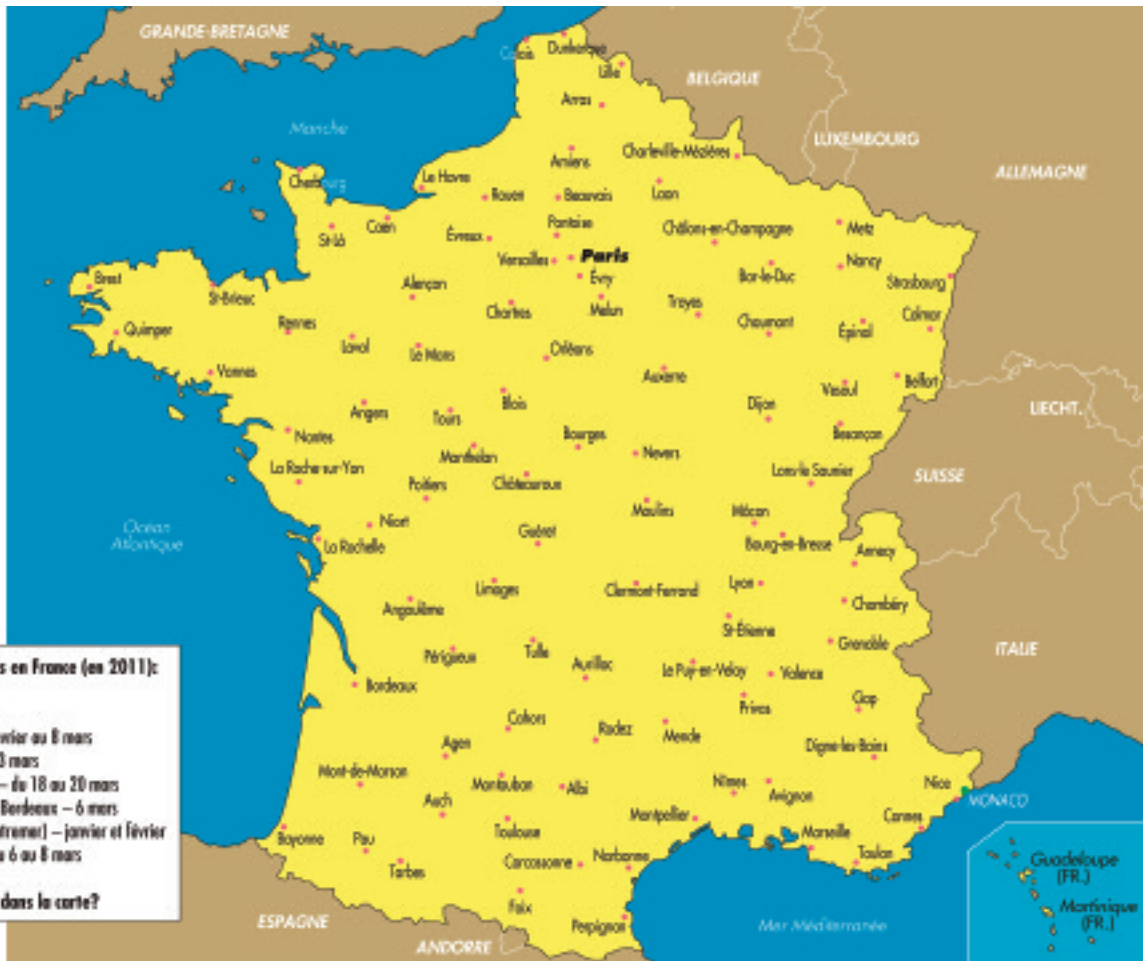 GRANDE-BRETAGNE
Calais
Dunkerque
Lille
BELGIQUE
Arras
LUXEMBOURG
Manche
ALLEMAGNE
Amiens
Charleville-Mézières
Cherbourg
Le Havre
Rouen
Beauvais
Laon
St-Lô
Caen
Évreux
Pontoise
Châlons-en-Champagne
Metz
Versailles
Paris
Bar-le-Duc
Nancy
Strasbourg
Brest
St-Brieuc
Alençon
Chartres
Évry
Melun
Troyes
Chaumont
Épinal
Colmar
Quimper
Rennes
Laval
Le Mans
Orléans
Vannes
Auxerre
Vesoul
Belfort
Angers
Tours
Blois
Dijon
LIECHT.
Nantes
Manthelan
Bourges
Nevers
Besançon
La Roche-sur-Yon
Poitiers
Châteauroux
Lons-le Saunier
SUISSE
Océan
Atlantique
Niort
La Rochelle
Guéret
Moulins
Mâcon
Bourg-en-Bresse
Annecy
Angoulême
Limoges
Clermont-Ferrand
Lyon
Chambéry
St-Étienne
Grenoble
ITALIE
Périgueux
Tulle
Aurillac
Le Puy-en-Velay
Valence
Bordeaux
Privas
Gap
Cahors
Rodez
Mende
Agen
Digne-les-Bains
Mont-de-Marsan
Montauban
Albi
Nîmes
Avignon
Nice
MONACO
Auch
Toulouse
Montpellier
Marseille
Cannes
Toulon
Bayonne
Pau
Tarbes
Carcassonne
Narbonne
Foix
Perpignan
ESPAGNE
ANDORRE
Mer Méditerranée
Guadeloupe
(FR.)
Martinique
(FR.)
s en France (en 2011):
vrier au 8 mars
3 mars
– du 18 au 20 mars
Bordeaux – 6 mars
tremer) – janvier et février
u 6 au 8 mars
dans la carte?